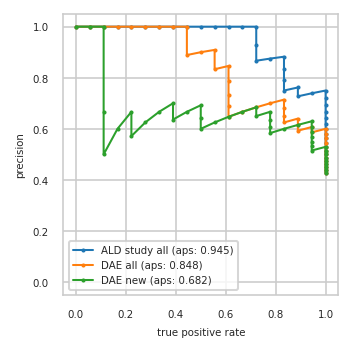 1.0
0.8
0.6
0.4
0.2
0.0
precision
ALD study all (aps: 0.945)
DAE all (aps: 0.848)
DAE new (aps: 0.682)
0.0 0.2 0.4 0.6 0.8 1.0
true positive rate